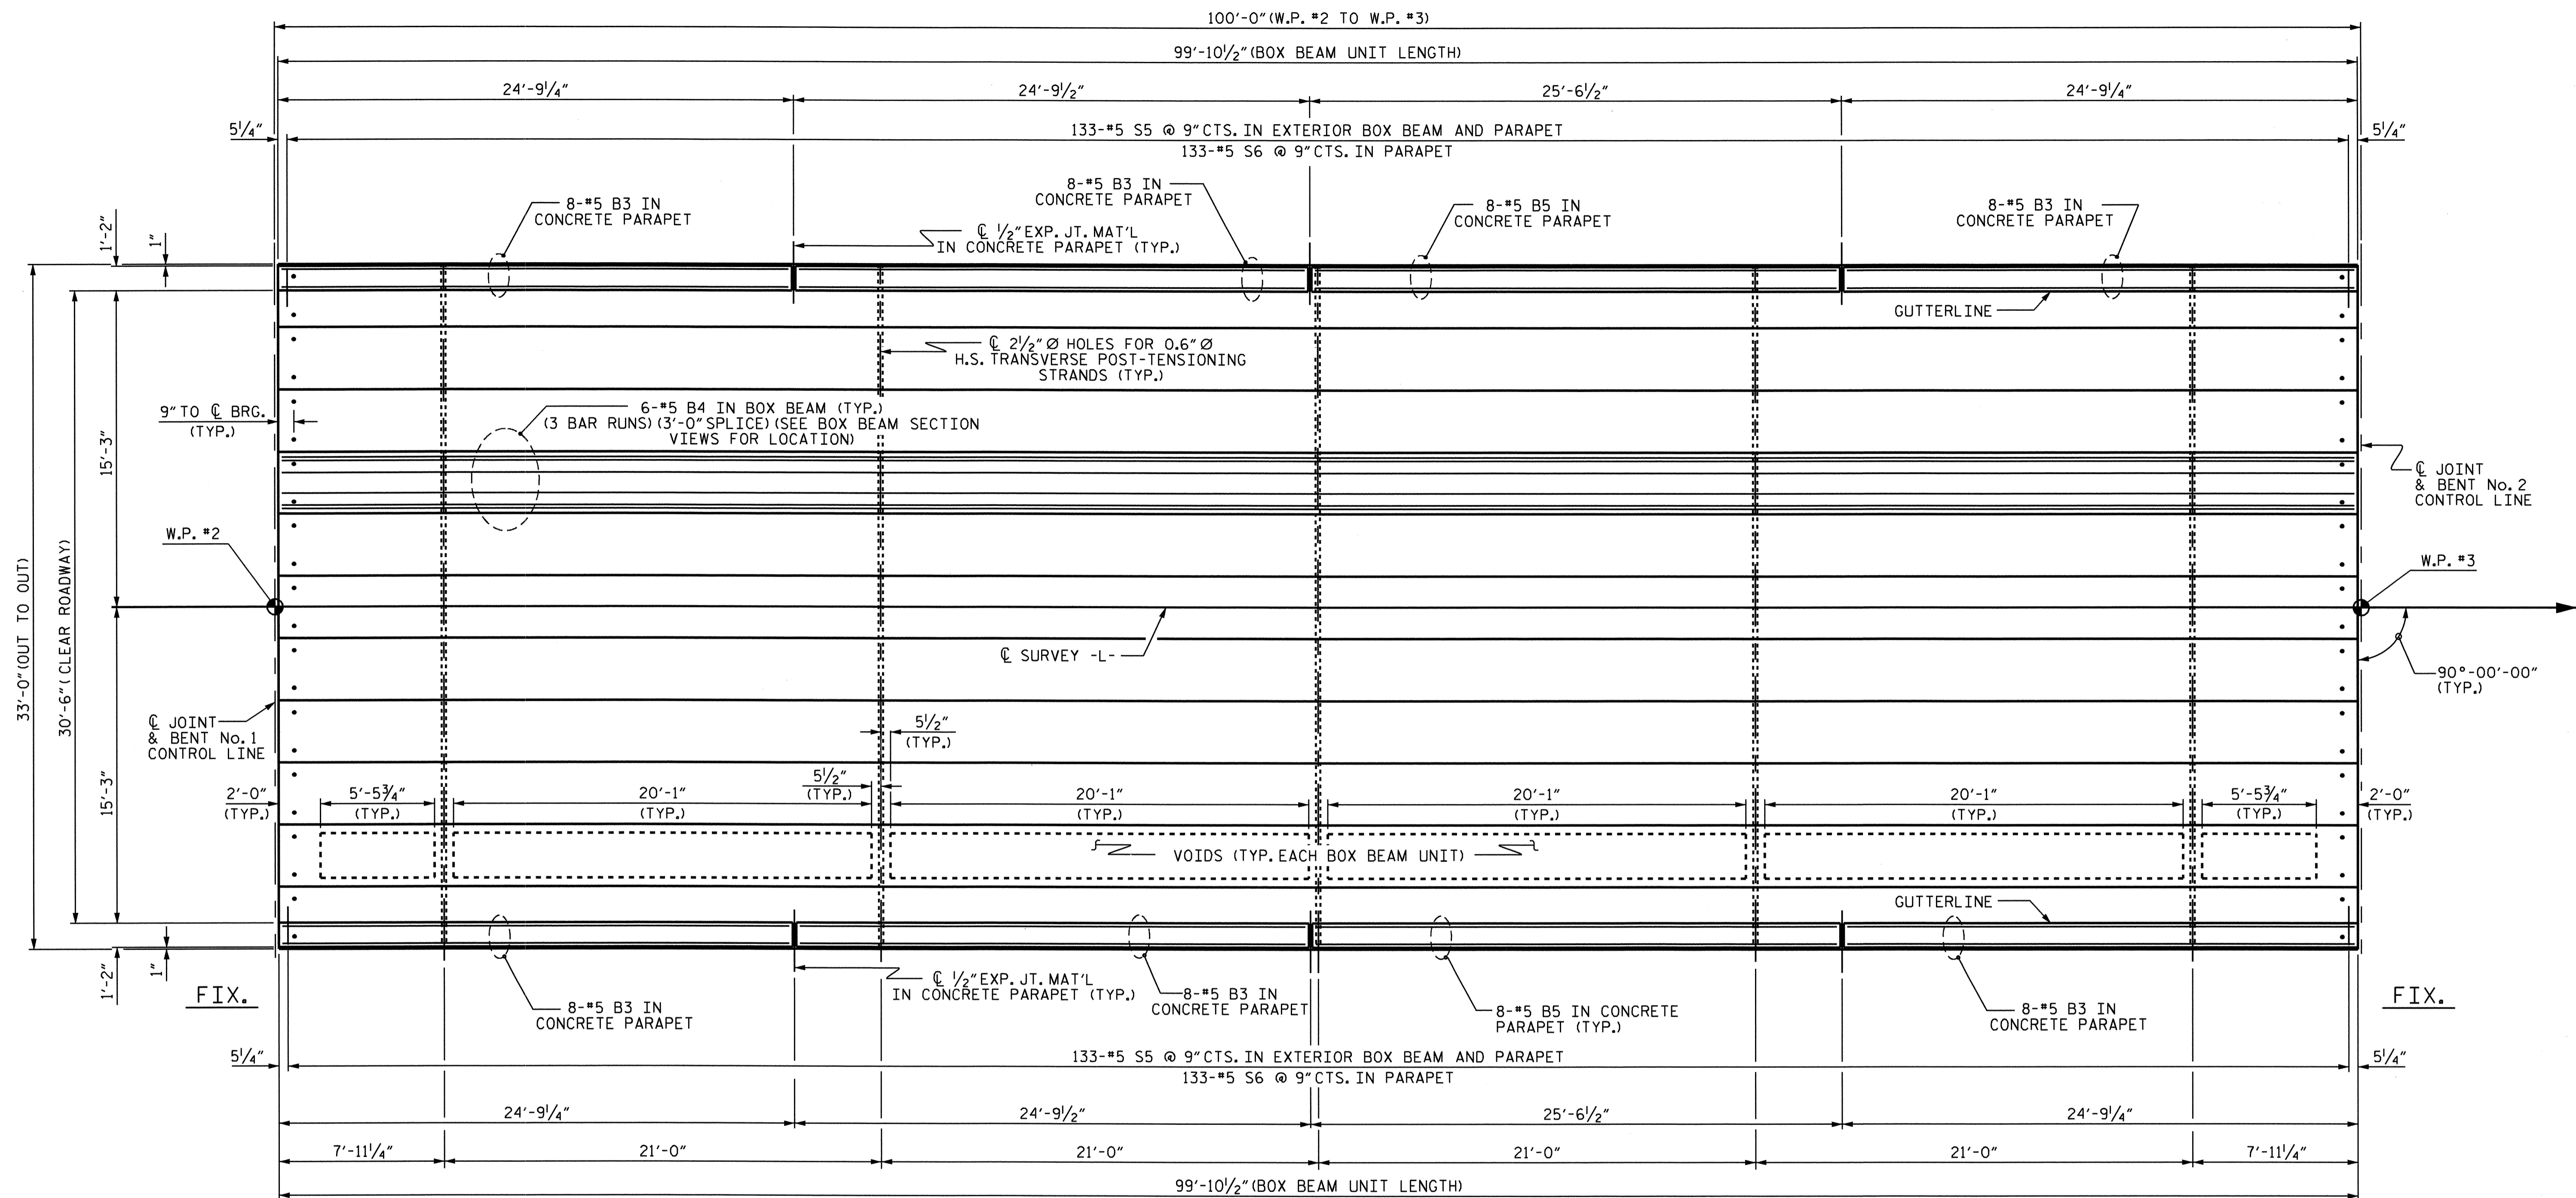 100'-0" (W.P. #2 TO W.P. #3)
99'-10½" (BOX BEAM UNIT LENGTH)
24'-9¼"
24'-9½"
25'-6½"
24'-9¼"
5¼"
133-#5 S5 @ 9" CTS. IN EXTERIOR BOX BEAM AND PARAPET
5¼"
133-#5 S6 @ 9" CTS. IN PARAPET
8-#5 B3 IN
CONCRETE PARAPET
8-#5 B3 IN
CONCRETE PARAPET
8-#5 B5 IN
CONCRETE PARAPET
8-#5 B3 IN
CONCRETE PARAPET
1'-2"
1"
℄ ½" EXP. JT. MAT'L
IN CONCRETE PARAPET (TYP.)
GUTTERLINE
℄ 2½" Ø HOLES FOR 0.6" Ø
H.S. TRANSVERSE POST-TENSIONING
STRANDS (TYP.)
9" TO ℄ BRG.
(TYP.)
6-#5 B4 IN BOX BEAM (TYP.)
(3 BAR RUNS) (3'-0" SPLICE) (SEE BOX BEAM SECTION
VIEWS FOR LOCATION)
15'-3"
℄ JOINT
& BENT No. 2
CONTROL LINE
W.P. #2
W.P. #3
33'-0" (OUT TO OUT)
30'-6" (CLEAR ROADWAY)
℄ SURVEY -L-
90°-00'-00"
(TYP.)
℄ JOINT
& BENT No. 1
CONTROL LINE
5½"
(TYP.)
15'-3"
2'-0"
(TYP.)
5'-5¾"
(TYP.)
20'-1"
(TYP.)
5½"
(TYP.)
20'-1"
(TYP.)
20'-1"
(TYP.)
20'-1"
(TYP.)
5'-5¾"
(TYP.)
2'-0"
(TYP.)
VOIDS (TYP. EACH BOX BEAM UNIT)
GUTTERLINE
1'-2"
1"
FIX.
8-#5 B3 IN
CONCRETE PARAPET
℄ ½" EXP. JT. MAT'L
IN CONCRETE PARAPET (TYP.)
8-#5 B3 IN
CONCRETE PARAPET
8-#5 B5 IN CONCRETE
PARAPET (TYP.)
8-#5 B3 IN
CONCRETE PARAPET
FIX.
5¼"
133-#5 S5 @ 9" CTS. IN EXTERIOR BOX BEAM AND PARAPET
5¼"
133-#5 S6 @ 9" CTS. IN PARAPET
24'-9¼"
24'-9½"
25'-6½"
24'-9¼"
7'-11¼"
21'-0"
21'-0"
21'-0"
21'-0"
7'-11¼"
99'-10½" (BOX BEAM UNIT LENGTH)